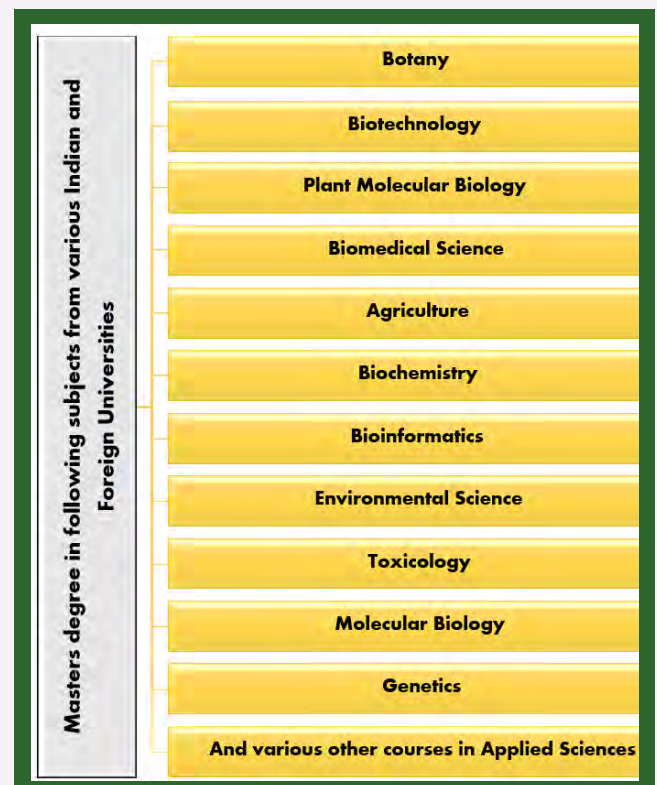 Masters degree in following subjects from various Indian and
Foreign Universities
Botany
Biotechnology
Plant Molecular Biology
Biomedical Science
Agriculture
Biochemistry
Bioinformatics
Environmental Science
Toxicology
Molecular Biology
Genetics
And various other courses in Applied Sciences